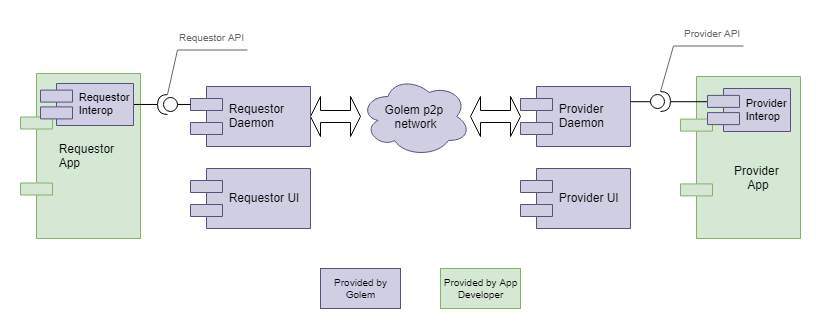 Requestor API
Provider API
Requestor
Interop
Requestor
Daemon
Golem p2p
network
Provider
Daemon
Provider
Interop
Requestor
App
Provider
App
Requestor UI
Provider UI
Provided by
Golem
Provided by App
Developer